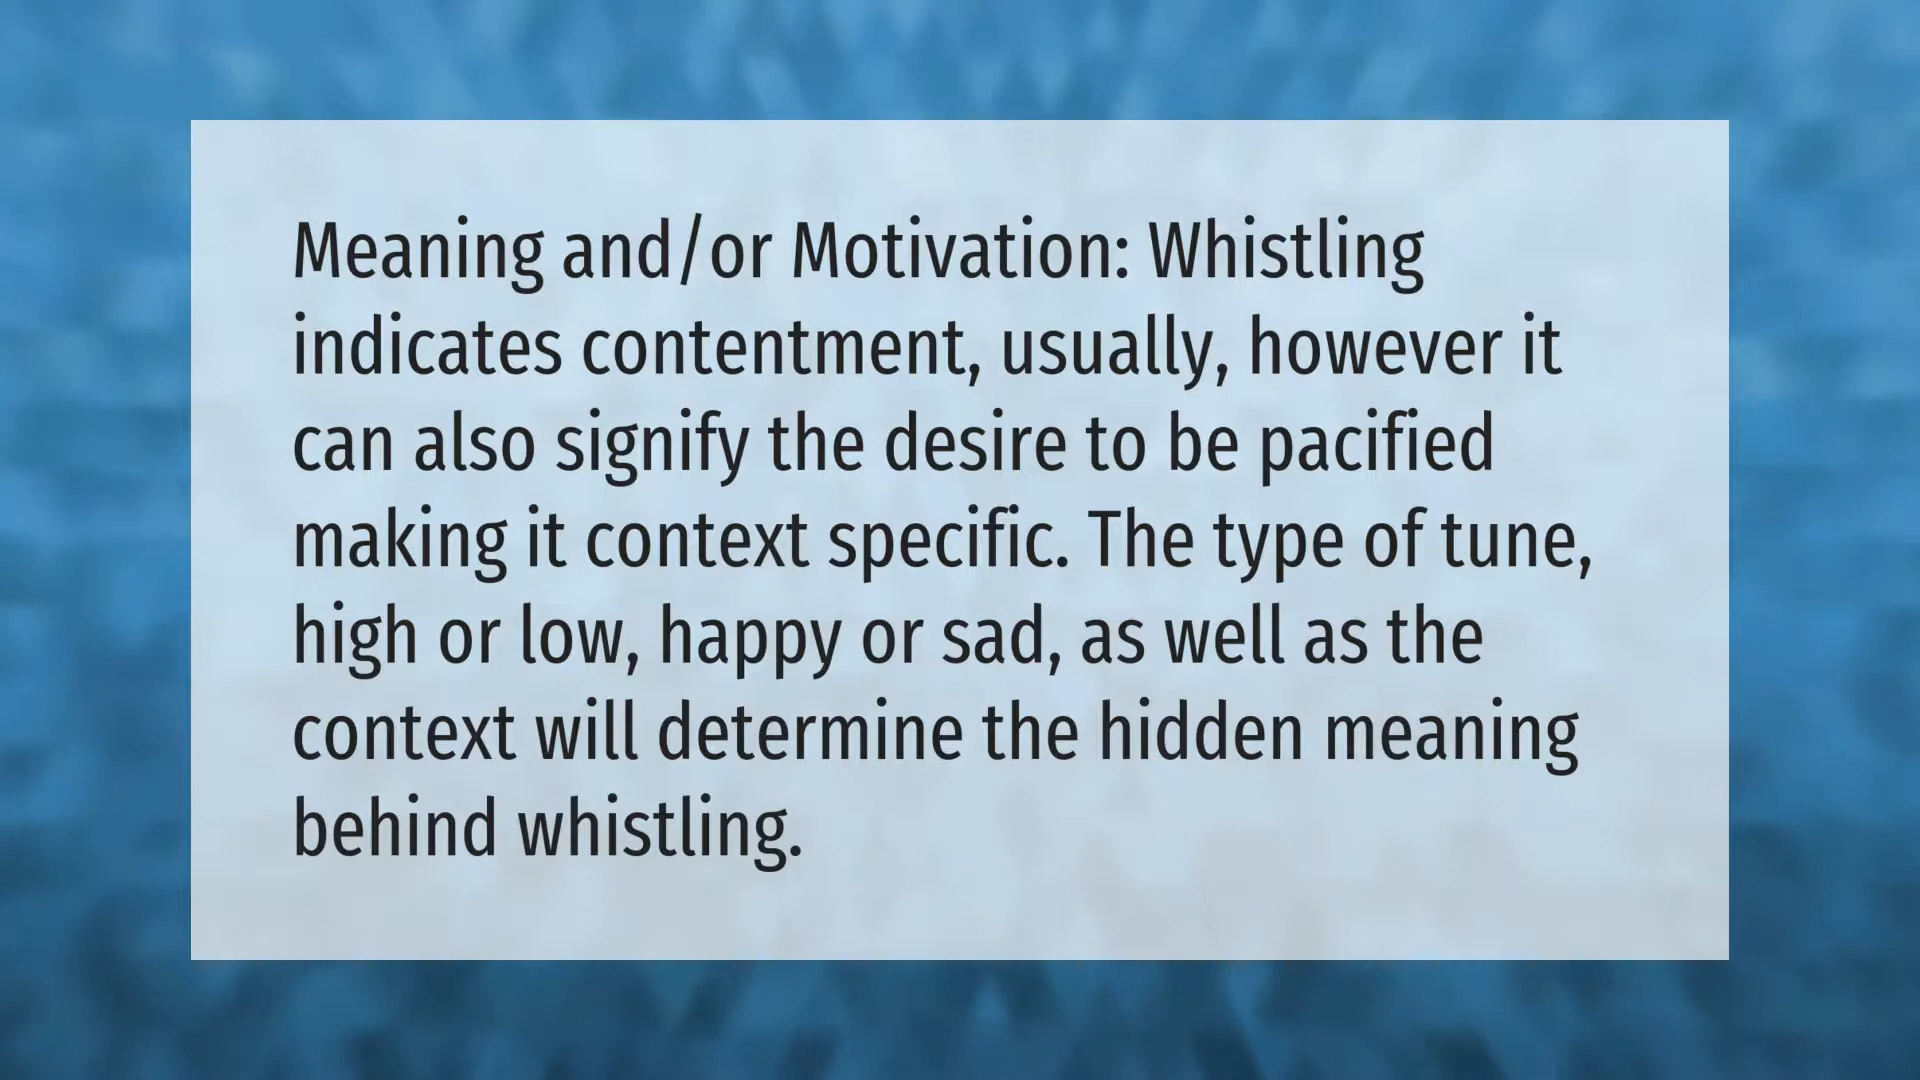 Meaning and/or Motivation: Whistling
indicates contentment, usually, however it
can also signify the desire to be pacified
making it context specific. The type of tune,
high or low, happy or sad, as well as the
context will determine the hidden meaning
behind whistling.